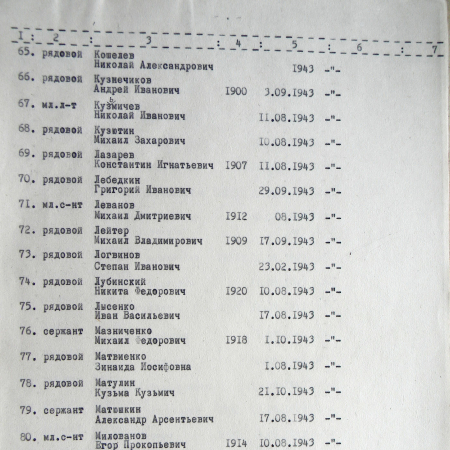 1 : 2 : 3 : 4 : 5 : 6 : 7
65. рядовой Кошелев
Николай Александрович 1943 -"-
66. рядовой Кузнечиков
Андрей Иванович 1900 3.09.1943 -"-
67. мл.л-т Кузьмичев
Николай Иванович 11.08.1943 -"-
68. рядовой Кузютин
Михаил Захарович 10.08.1943 -"-
69. рядовой Лазарев
Константин Игнатьевич 1907 11.08.1943 -"-
70. рядовой Лебедкин
Григорий Иванович 29.09.1943 -"-
71. мл.с-нт Леванов
Михаил Дмитриевич 1912 08.1943 -"-
72. рядовой Лейтер
Михаил Владимирович 1909 17.09.1943 -"-
73. рядовой Логвинов
Степан Иванович 23.02.1943 -"-
74. рядовой Лубинский
Никита Федорович 1920 10.08.1943 -"-
75. рядовой Лысенко
Иван Васильевич 17.08.1943 -"-
76. сержант Мазниченко
Михаил Федорович 1918 1.10.1943 -"-
77. рядовой Матвиенко
Зинаида Иосифовна 1.08.1943 -"-
78. рядовой Матулин
Кузьма Кузьмич 21.10.1943 -"-
79. сержант Матюшкин
Александр Арсентьевич 17.08.1943 -"-
80. мл.с-нт Милованов
Егор Прокопьевич 1914 10.08.1943 -"-